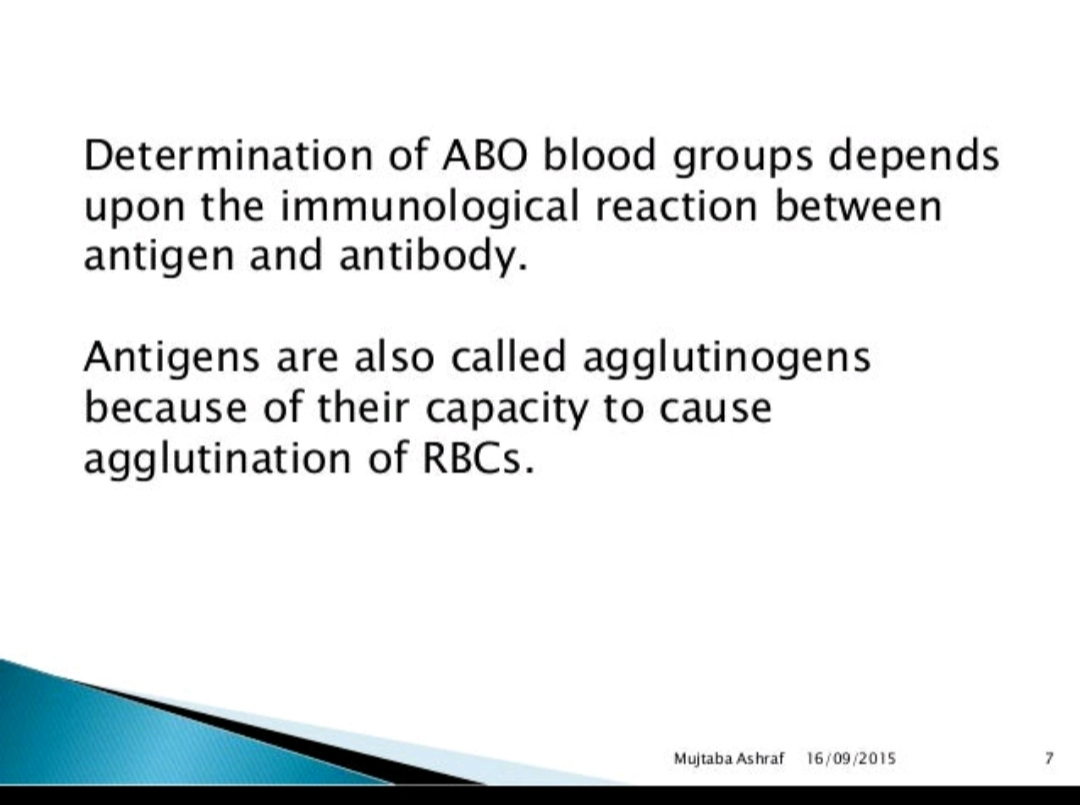 Determination of ABO blood groups depends
upon the immunological reaction between
antigen and antibody.
Antigens are also called agglutinogens
because of their capacity to cause
agglutination of RBCs.
Mujtaba Ashraf 16/09/2015 7